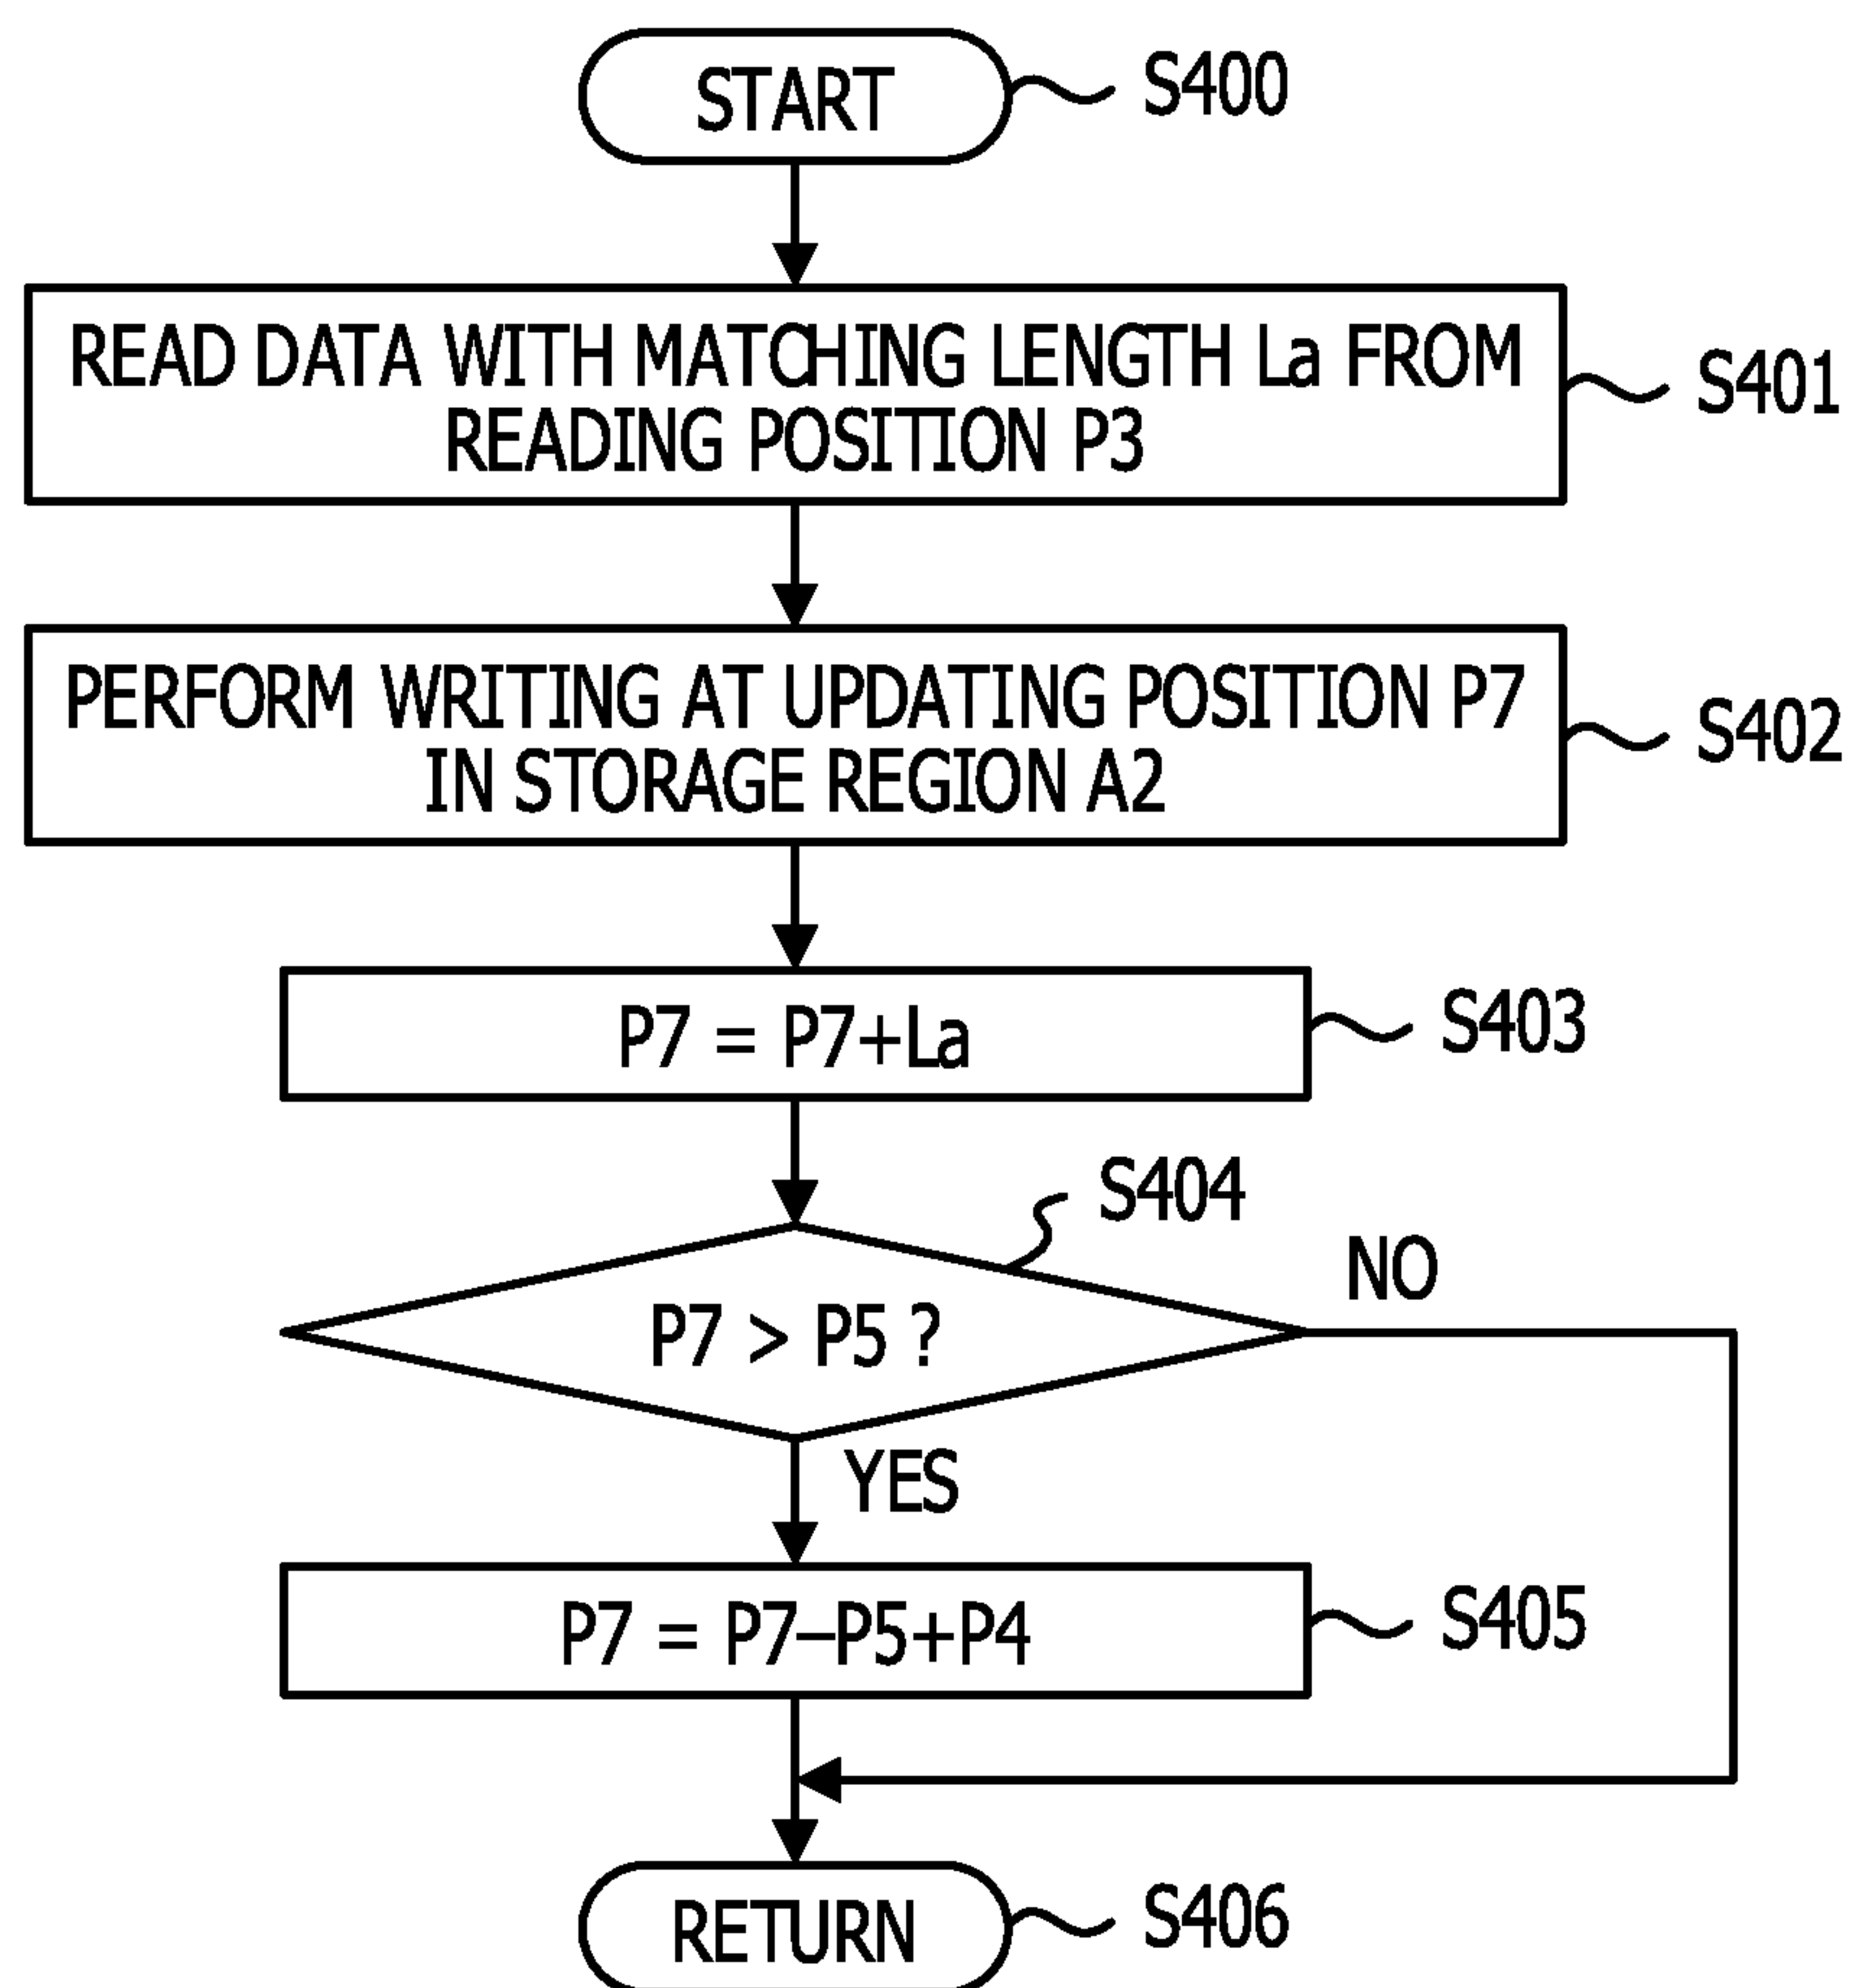 START
S400
READ DATA WITH MATCHING LENGTH La FROM
READING POSITION P3
S401
PERFORM WRITING AT UPDATING POSITION P7
IN STORAGE REGION A2
S402
P7 = P7+La
S403
S404
P7 > P5 ?
NO
YES
P7 = P7–P5+P4
S405
RETURN
S406